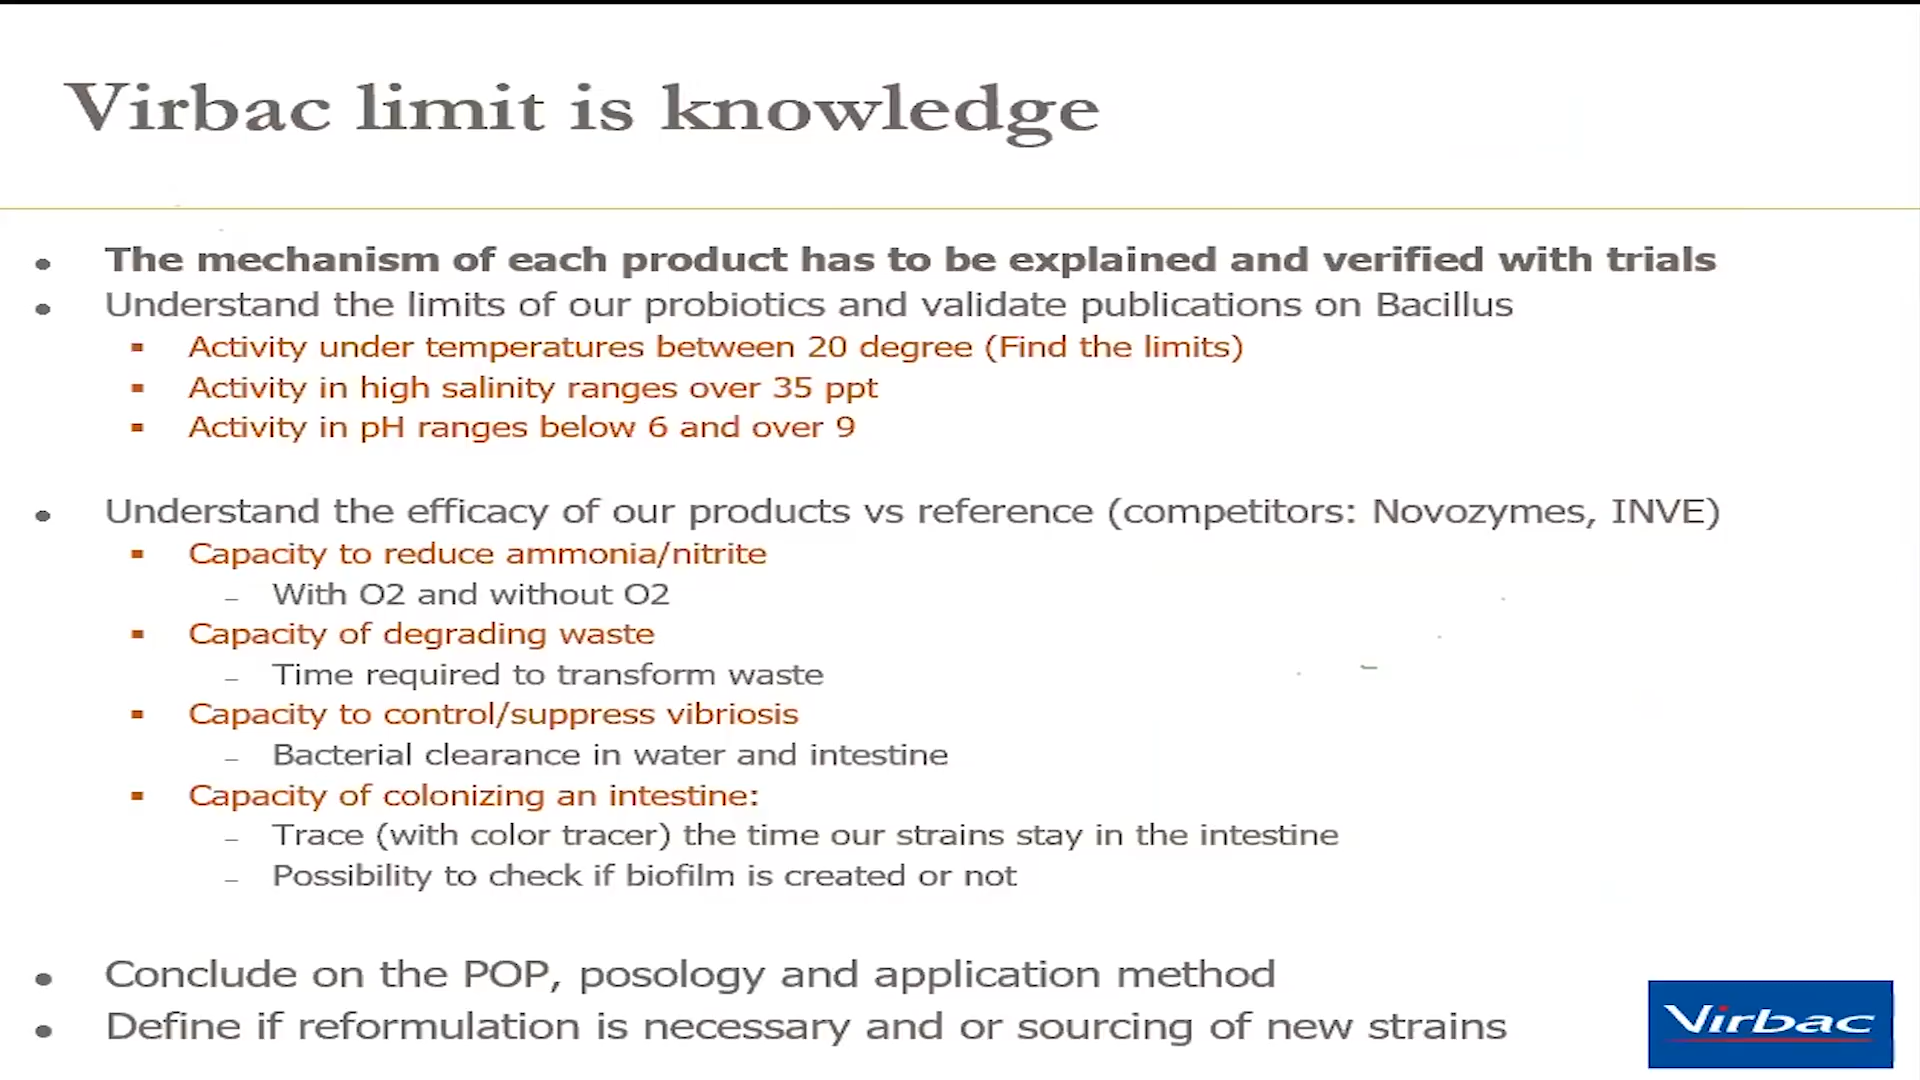 Virbac limit is knowledge
• The mechanism of each product has to be explained and verified with trials
• Understand the limits of our probiotics and validate publications on Bacillus
▪ Activity under temperatures between 20 degree (Find the limits)
▪ Activity in high salinity ranges over 35 ppt
▪ Activity in pH ranges below 6 and over 9
• Understand the efficacy of our products vs reference (competitors: Novozymes, INVE)
▪ Capacity to reduce ammonia/nitrite
– With O2 and without O2
▪ Capacity of degrading waste
– Time required to transform waste
▪ Capacity to control/suppress vibriosis
– Bacterial clearance in water and intestine
▪ Capacity of colonizing an intestine:
– Trace (with color tracer) the time our strains stay in the intestine
– Possibility to check if biofilm is created or not
• Conclude on the POP, posology and application method
• Define if reformulation is necessary and or sourcing of new strains
Virbac